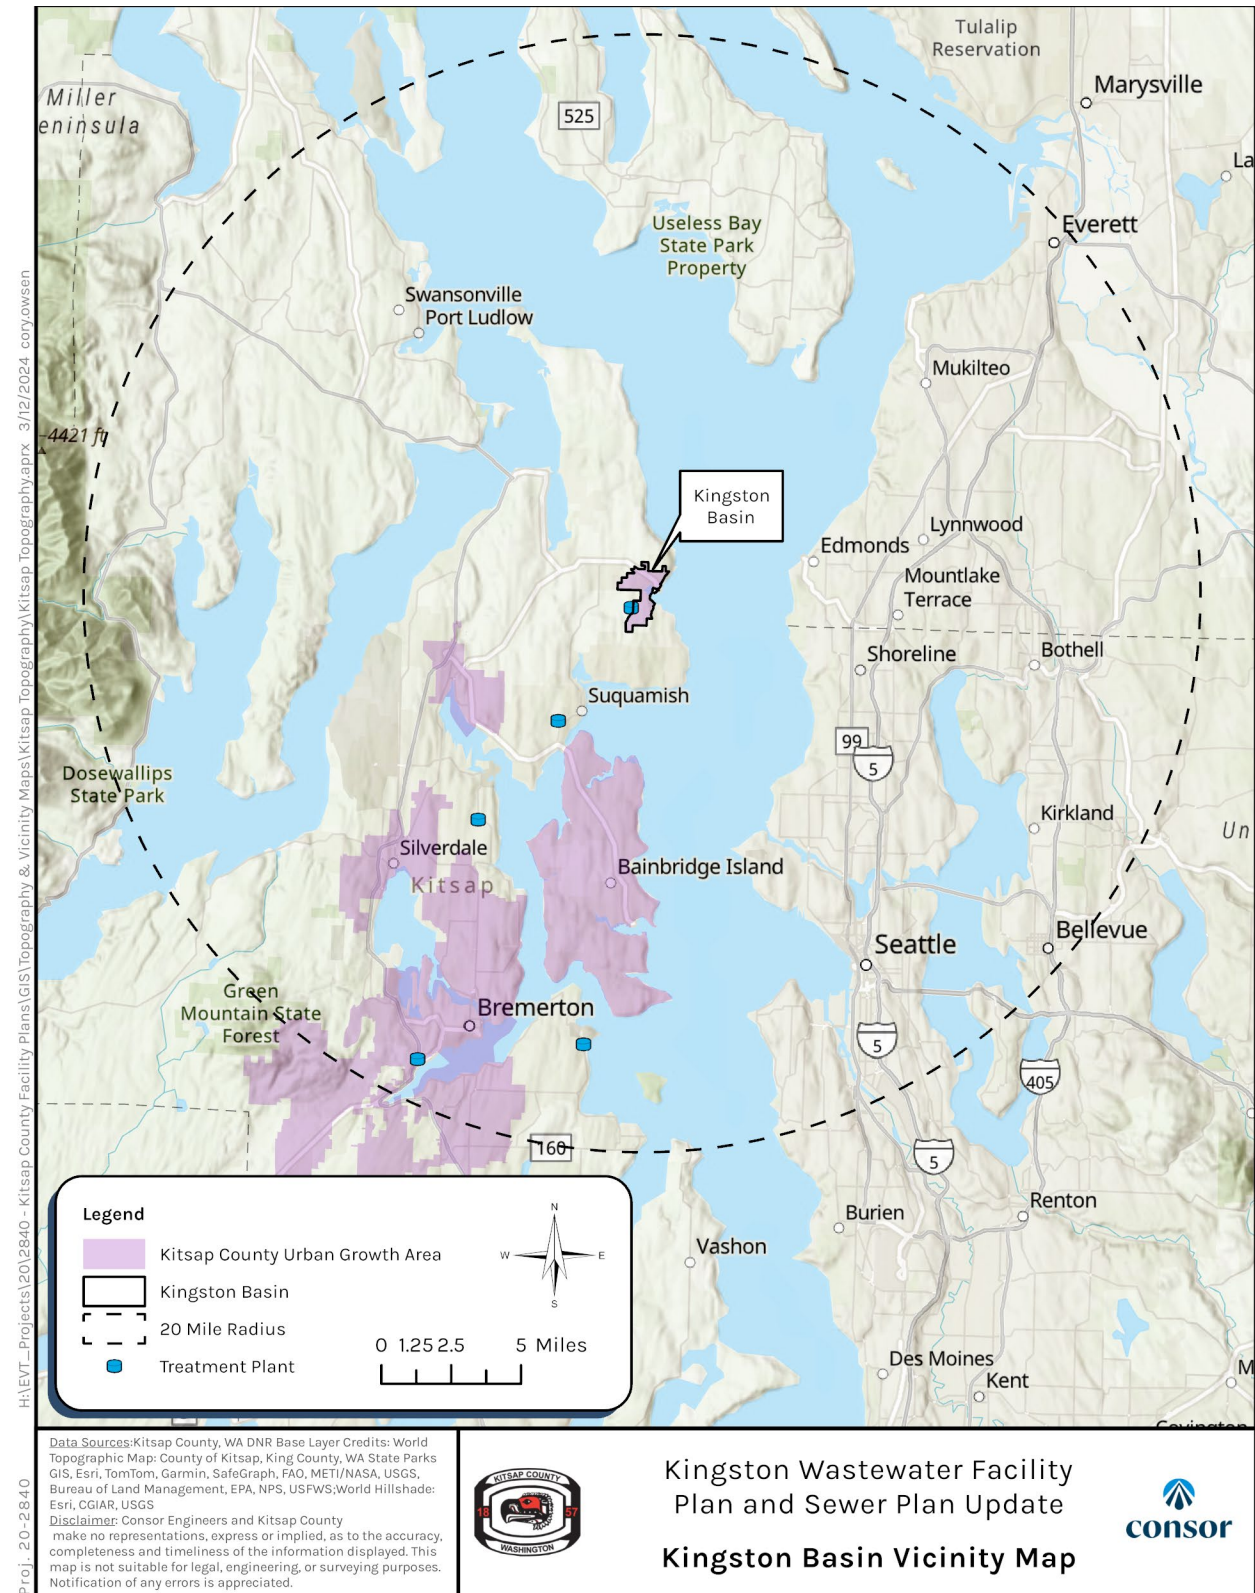 Tulalip
Reservation
Marysville
Miller
eninsula
525
La
Everett
Useless Bay
State Park
Property
Swansonville
Port Ludlow
Mukilteo
-4421 ft
Kingston
Basin
Lynnwood
Edmonds
Mountlake
Terrace
Bothell
Shoreline
Suquamish
99
5
Dosewallips
State Park
Kirkland
Un
Silverdale
Kitsap
Bainbridge Island
Bellevue
Seattle
Green
Mountain State
Forest
Bremerton
5
405
160
5
Renton
Burien
Vashon
Des Moines
Kent
M
Covington
Legend
Kitsap County Urban Growth Area
Kingston Basin
20 Mile Radius
Treatment Plant
N
W
E
S
0 1.25 2.5 5 Miles
H:\EVT_Projects\20\2840 - Kitsap County Facility Plans\GIS\Topography & Vicinity Maps\Kitsap Topography\Kitsap Topography.aprx 3/12/2024 cory.owsen
Proj. 20-2840
Data Sources:Kitsap County, WA DNR Base Layer Credits: World
Topographic Map: County of Kitsap, King County, WA State Parks
GIS, Esri, TomTom, Garmin, SafeGraph, FAO, METI/NASA, USGS,
Bureau of Land Management, EPA, NPS, USFWS;World Hillshade:
Esri, CGIAR, USGS
Disclaimer: Consor Engineers and Kitsap County
make no representations, express or implied, as to the accuracy,
completeness and timeliness of the information displayed. This
map is not suitable for legal, engineering, or surveying purposes.
Notification of any errors is appreciated.
KITSAP COUNTY
18 57
WASHINGTON
Kingston Wastewater Facility
Plan and Sewer Plan Update
Kingston Basin Vicinity Map
consor